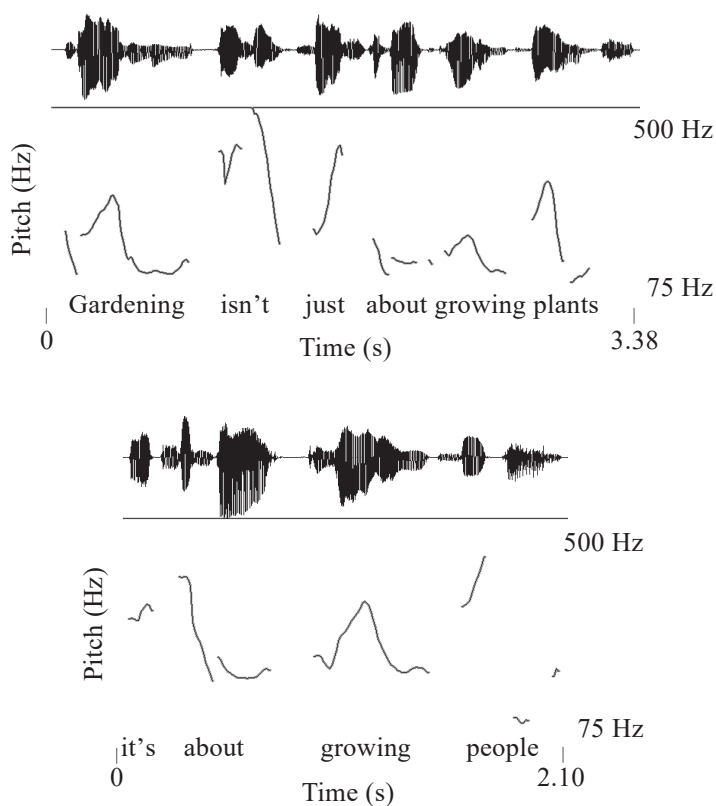 500 Hz
Pitch (Hz)
75 Hz
Gardening isn't just about growing plants
0 Time (s) 3.38
500 Hz
Pitch (Hz)
75 Hz
it's about growing people
0 Time (s) 2.10